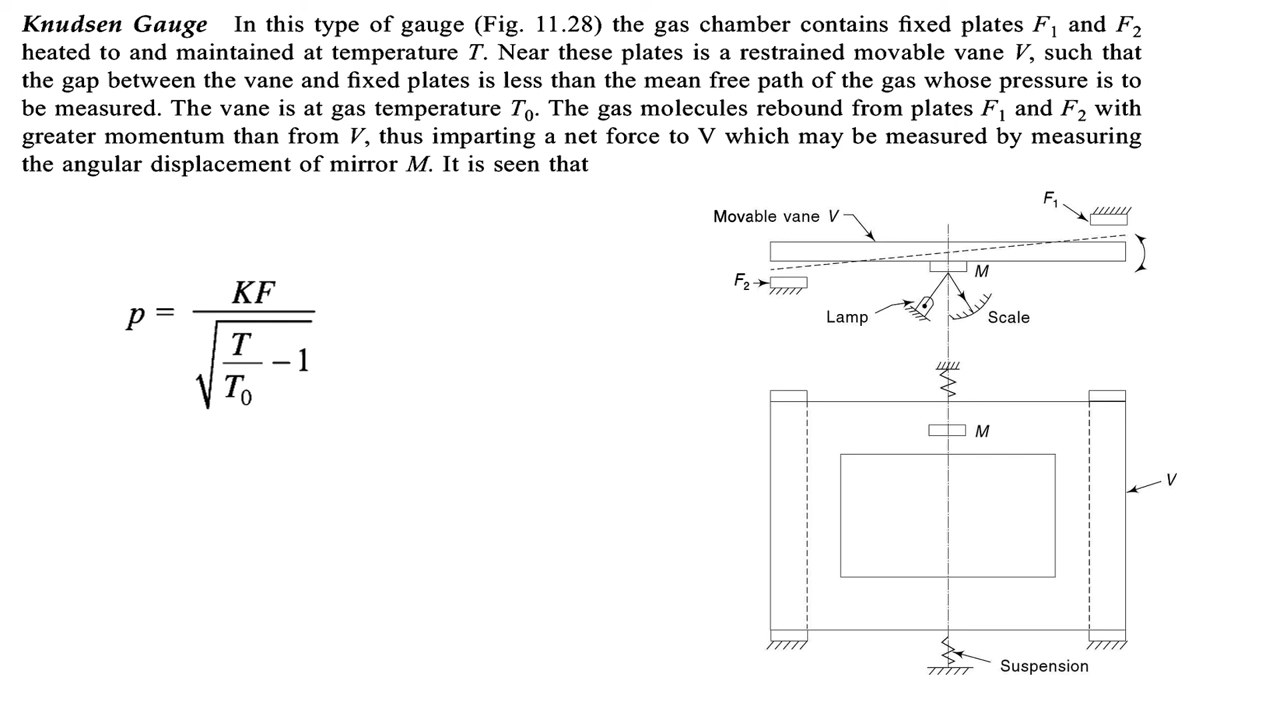 Knudsen Gauge In this type of gauge (Fig. 11.28) the gas chamber contains fixed plates F₁ and F₂
heated to and maintained at temperature T. Near these plates is a restrained movable vane V, such that
the gap between the vane and fixed plates is less than the mean free path of the gas whose pressure is to
be measured. The vane is at gas temperature T₀. The gas molecules rebound from plates F₁ and F₂ with
greater momentum than from V, thus imparting a net force to V which may be measured by measuring
the angular displacement of mirror M. It is seen that
F₁
Movable vane V
M
F₂
Lamp
Scale
p = KF / √(T/T₀ − 1)
M
V
Suspension